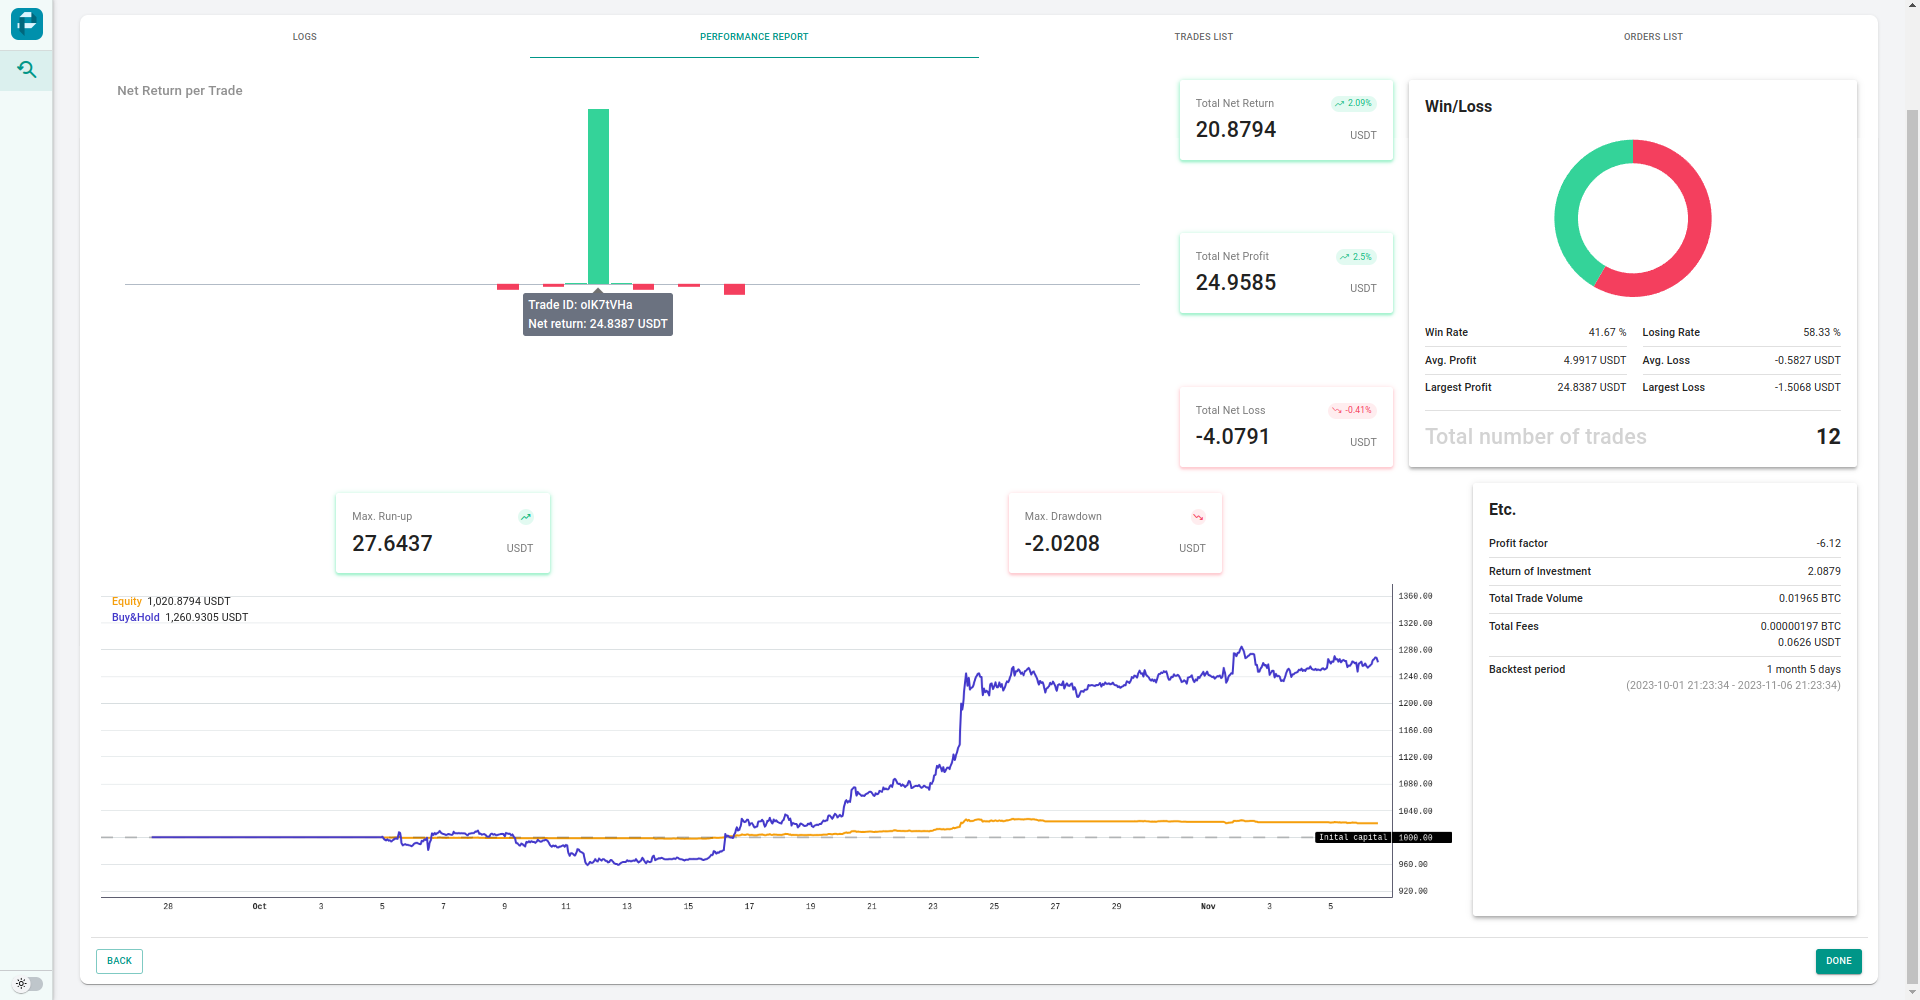 LOGS
PERFORMANCE REPORT
TRADES LIST
ORDERS LIST
Net Return per Trade
Trade ID: oIK7tVHa
Net return: 24.8387 USDT
Total Net Return
2.09%
20.8794
USDT
Total Net Profit
2.5%
24.9585
USDT
Total Net Loss
-0.41%
-4.0791
USDT
Win/Loss
Win Rate 41.67 % Losing Rate 58.33 %
Avg. Profit 4.9917 USDT Avg. Loss -0.5827 USDT
Largest Profit 24.8387 USDT Largest Loss -1.5068 USDT
Total number of trades 12
Max. Run-up
27.6437
USDT
Max. Drawdown
-2.0208
USDT
Etc.
Profit factor -6.12
Return of Investment 2.0879
Total Trade Volume 0.01965 BTC
Total Fees 0.00000197 BTC
0.0626 USDT
Backtest period 1 month 5 days
(2023-10-01 21:23:34 - 2023-11-06 21:23:34)
Equity 1,020.8794 USDT
Buy&Hold 1,260.9305 USDT
1360.00
1320.00
1280.00
1240.00
1200.00
1160.00
1120.00
1080.00
1040.00
Inital capital 1000.00
960.00
920.00
28 Oct 3 5 7 9 11 13 15 17 19 21 23 25 27 29 Nov 3 5
BACK
DONE